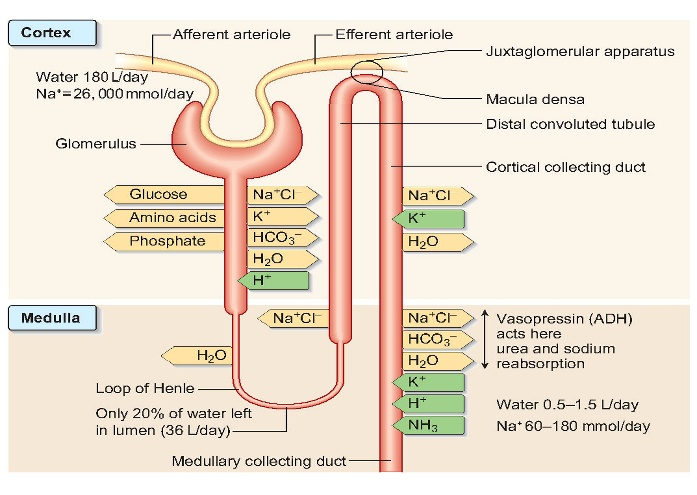 Cortex
Afferent arteriole
Efferent arteriole
Juxtaglomerular apparatus
Water 180 L/day
Na⁺=26, 000 mmol/day
Macula densa
Distal convoluted tubule
Glomerulus
Cortical collecting duct
Glucose
Na⁺Cl⁻
Na⁺Cl
Amino acids
K⁺
K⁺
Phosphate
HCO₃⁻
H₂O
H₂O
H⁺
Medulla
Na⁺Cl⁻
Na⁺Cl⁻
Vasopressin (ADH)
acts here
urea and sodium
reabsorption
HCO₃⁻
H₂O
H₂O
K⁺
Loop of Henle
H⁺
Water 0.5–1.5 L/day
Only 20% of water left
in lumen (36 L/day)
NH₃
Na⁺ 60–180 mmol/day
Medullary collecting duct